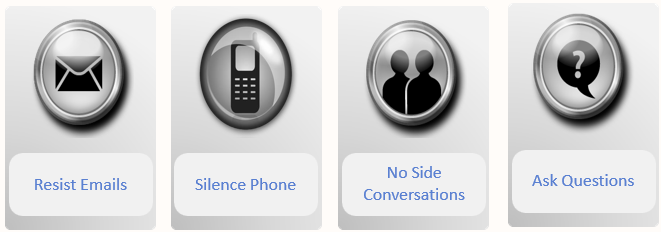 Resist Emails
Silence Phone
No Side
Conversations
Ask Questions
?